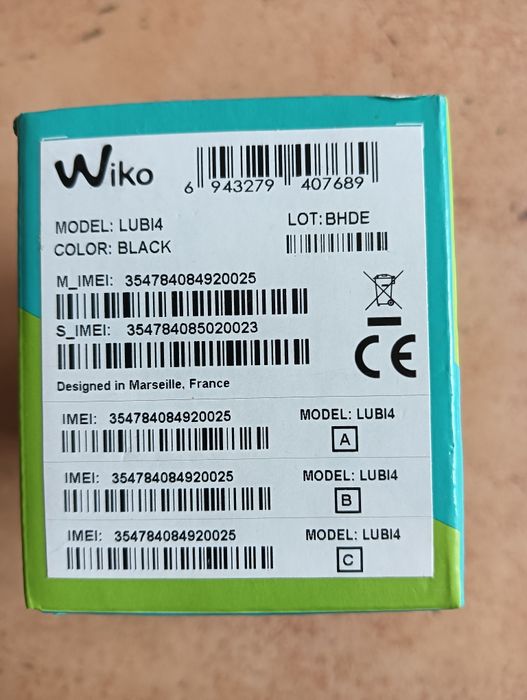 Wiko
6 943279 407689
MODEL: LUBI4
LOT: BHDE
COLOR: BLACK
M_IMEI: 354784084920025
S_IMEI: 354784085020023
CE
Designed in Marseille, France
IMEI: 354784084920025 MODEL: LUBI4
A
IMEI: 354784084920025 MODEL: LUBI4
B
IMEI: 354784084920025 MODEL: LUBI4
C